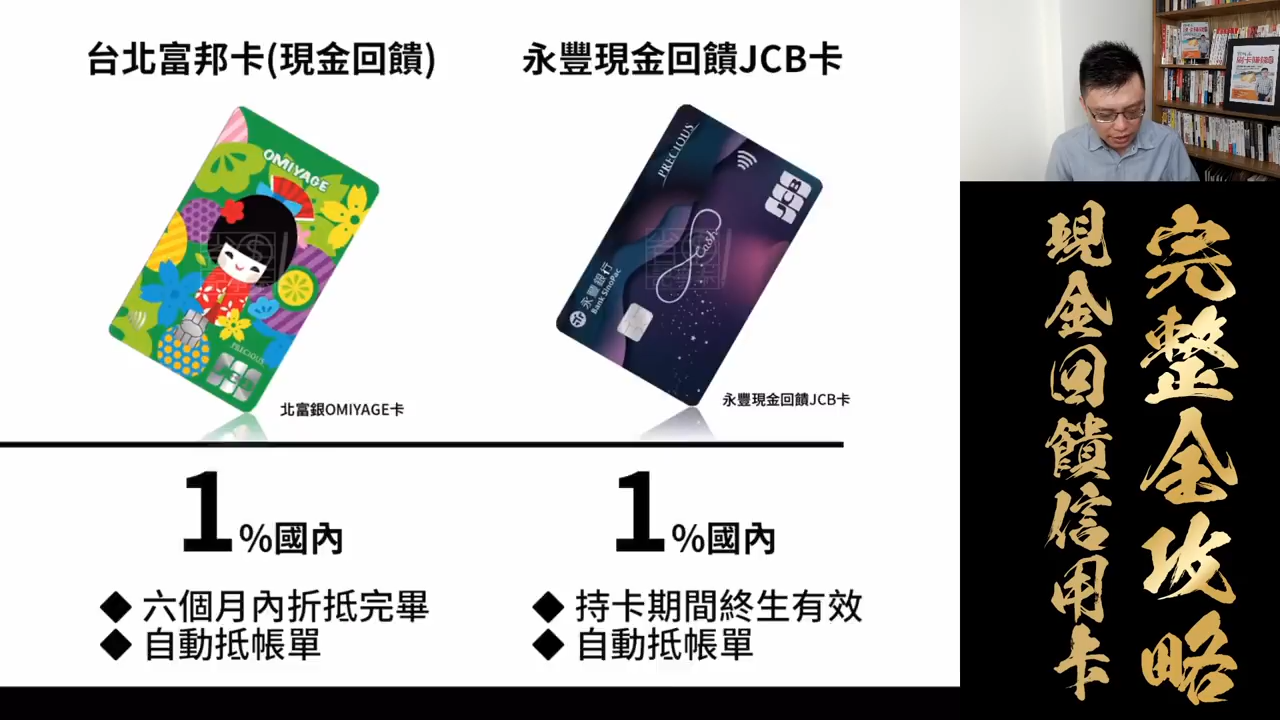 台北富邦卡(現金回饋)
永豐現金回饋JCB卡
OMIYAGE
PRECIOUS
JCB
北富銀OMIYAGE卡
PRECIOUS
JCB
Cash
永豐銀行
Bank SinoPac
永豐現金回饋JCB卡
1%國內
◆ 六個月內折抵完畢
◆ 自動抵帳單
1%國內
◆ 持卡期間終生有效
◆ 自動抵帳單
完整全攻略
現金回饋信用卡